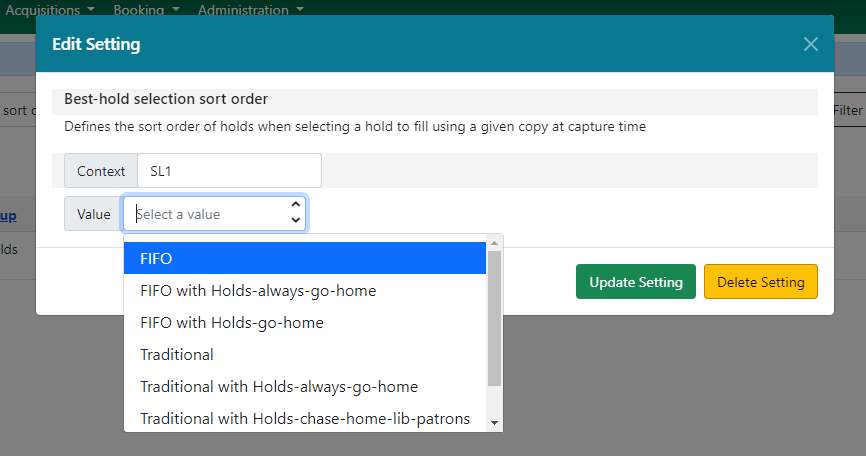 Acquisitions Booking Administration
Edit Setting
Best-hold selection sort order
sort
Filter
Defines the sort order of holds when selecting a hold to fill using a given copy at capture time
Context SL1
up
Value Select a value
lds
FIFO
FIFO with Holds-always-go-home
FIFO with Holds-go-home
Traditional
Traditional with Holds-always-go-home
Traditional with Holds-chase-home-lib-patrons
Update Setting Delete Setting